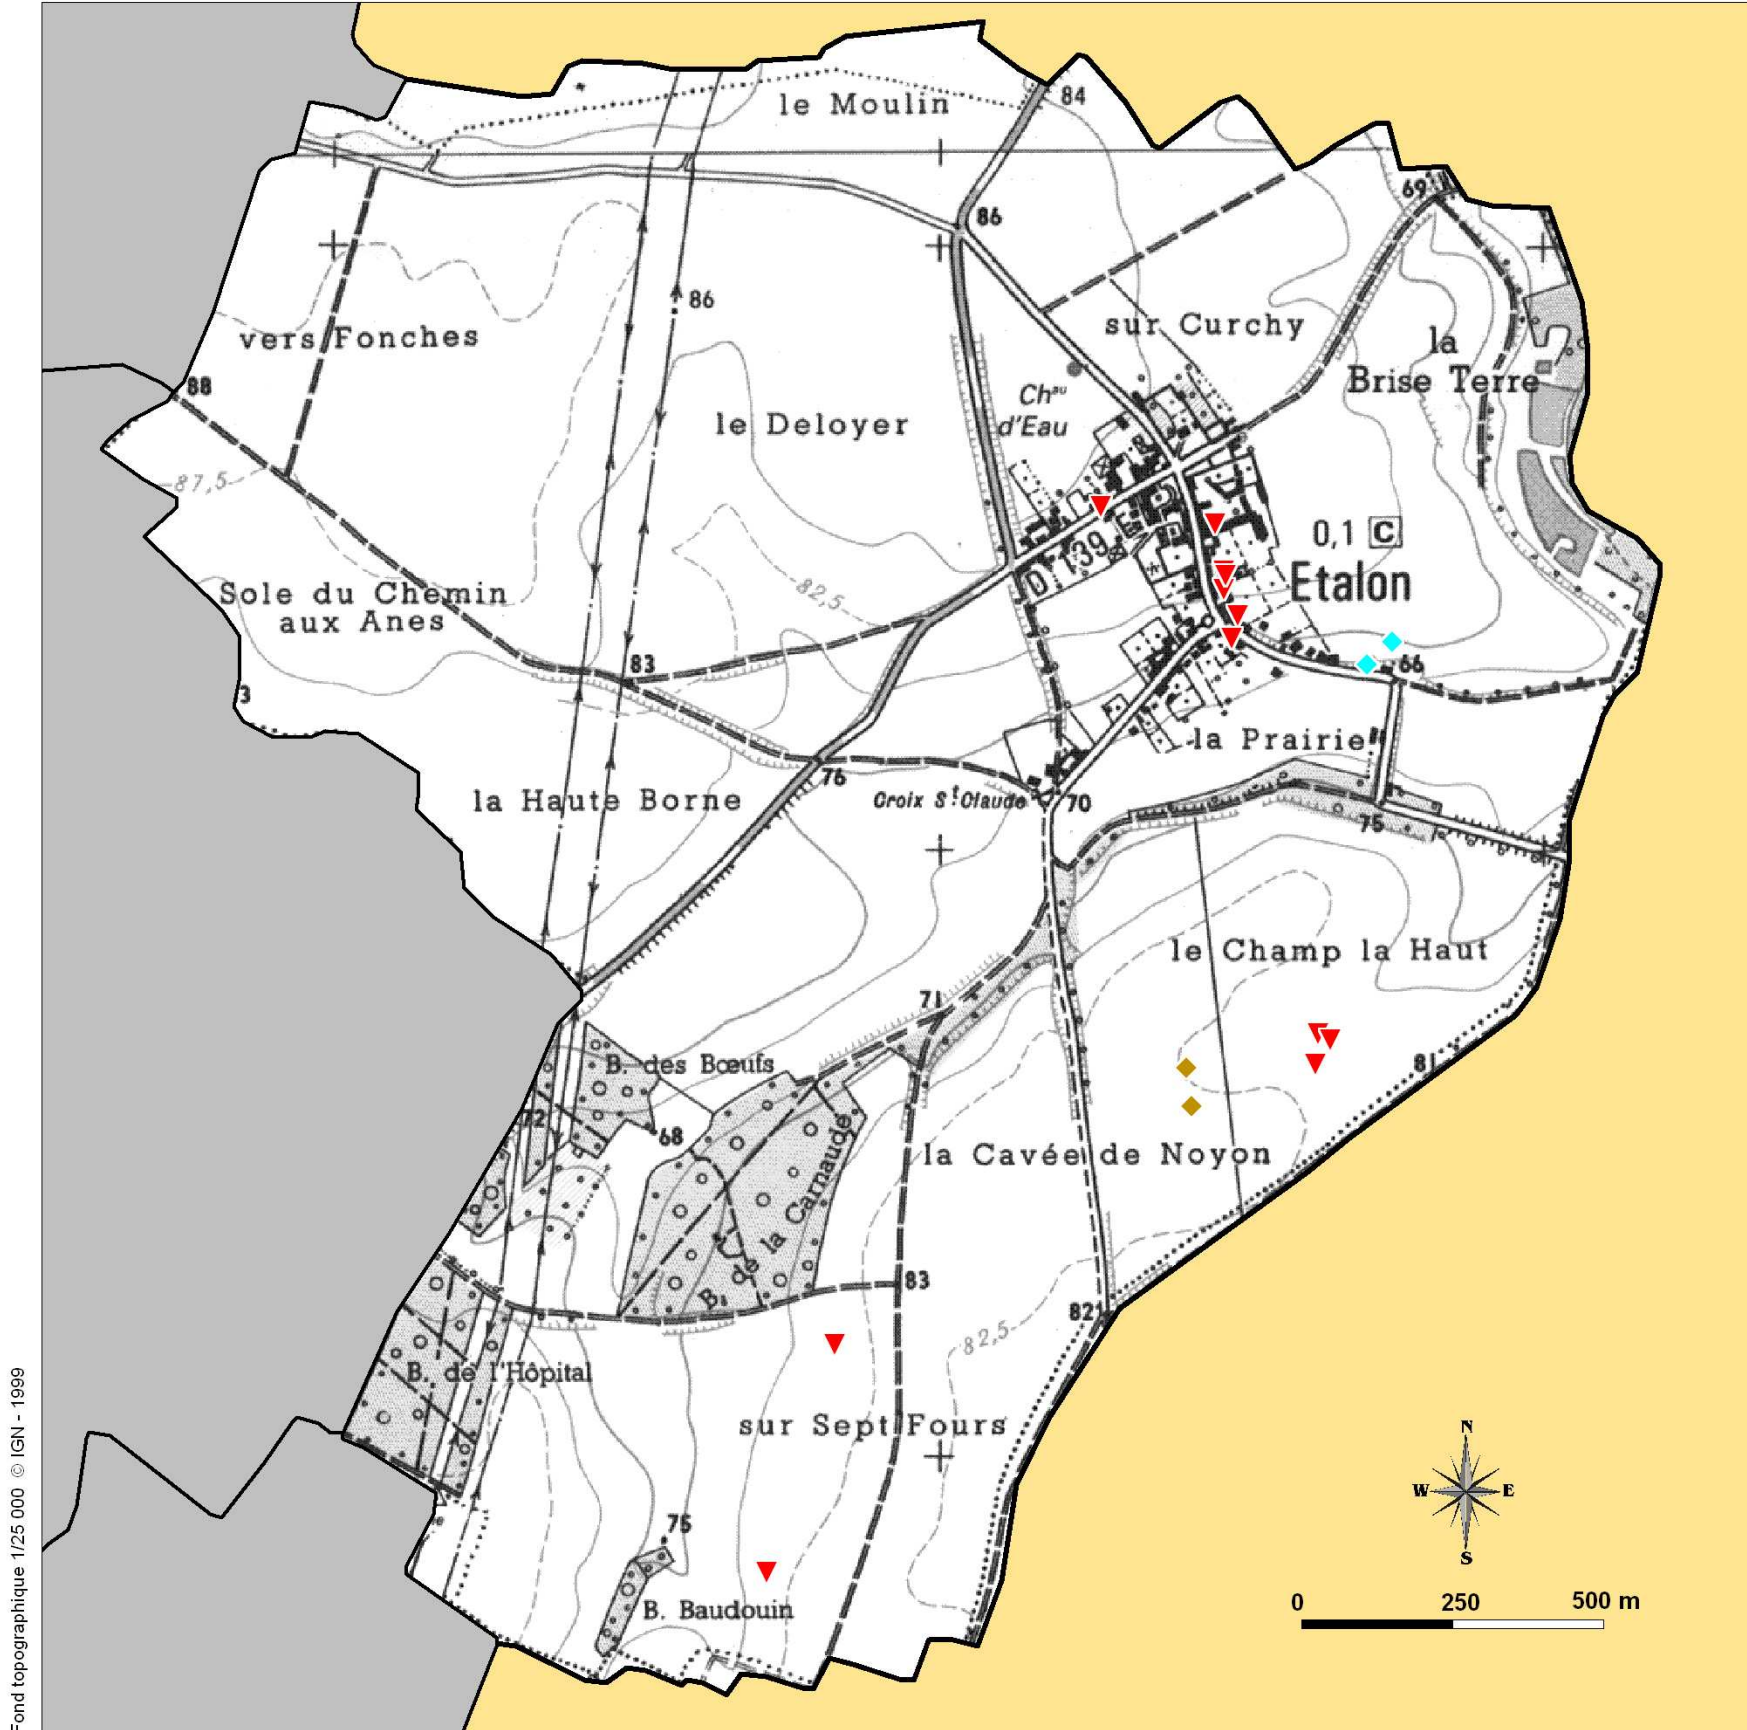 le Moulin
84
69
86
86
sur Curchy
vers Fonches
la
Brise Terre
88
Chau
d'Eau
le Deloyer
87,5
0,1 C
D 139
Etalon
82,5
Sole du Chemin
aux Anes
83
66
3
la Prairie
76
la Haute Borne
Croix St Claude
70
75
le Champ la Haut
71
B. des Bœufs
81
72
68
la Cavée de Noyon
B. de la Carnaude
83
82
82,5
B. de l'Hôpital
sur Sept Fours
N
W E
S
75
B. Baudouin
0 250 500 m
Fond topographique 1/25 000 © IGN - 1999